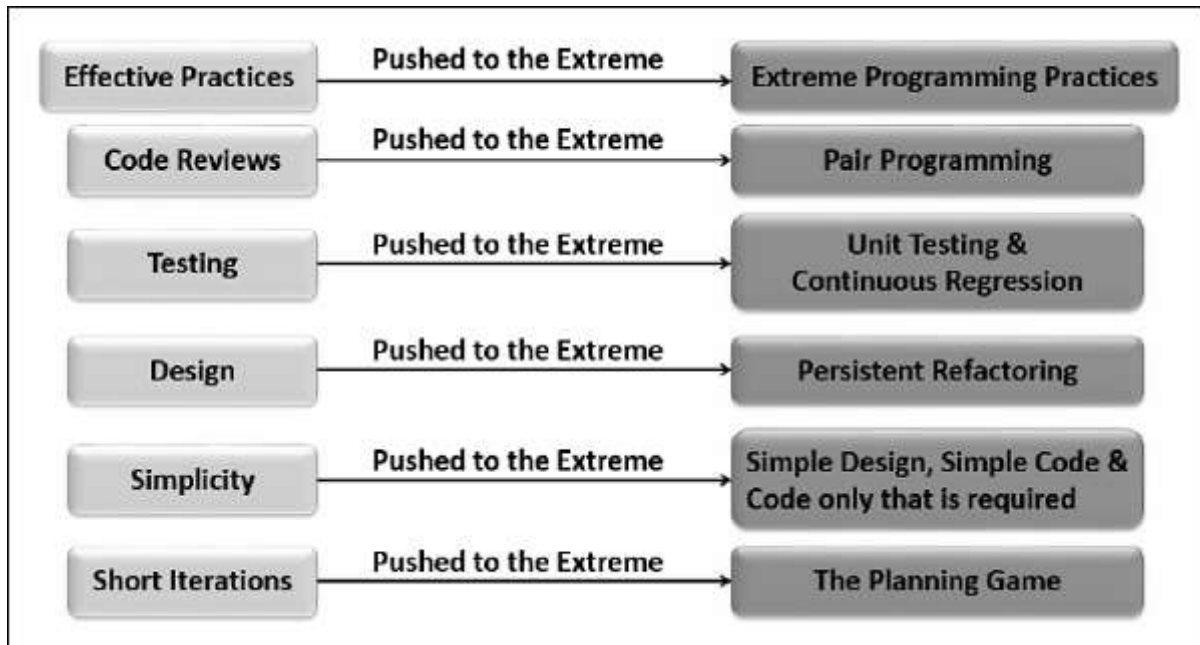 Effective Practices
Pushed to the Extreme
Extreme Programming Practices
Code Reviews
Pushed to the Extreme
Pair Programming
Testing
Pushed to the Extreme
Unit Testing &
Continuous Regression
Design
Pushed to the Extreme
Persistent Refactoring
Simplicity
Pushed to the Extreme
Simple Design, Simple Code &
Code only that is required
Short Iterations
Pushed to the Extreme
The Planning Game